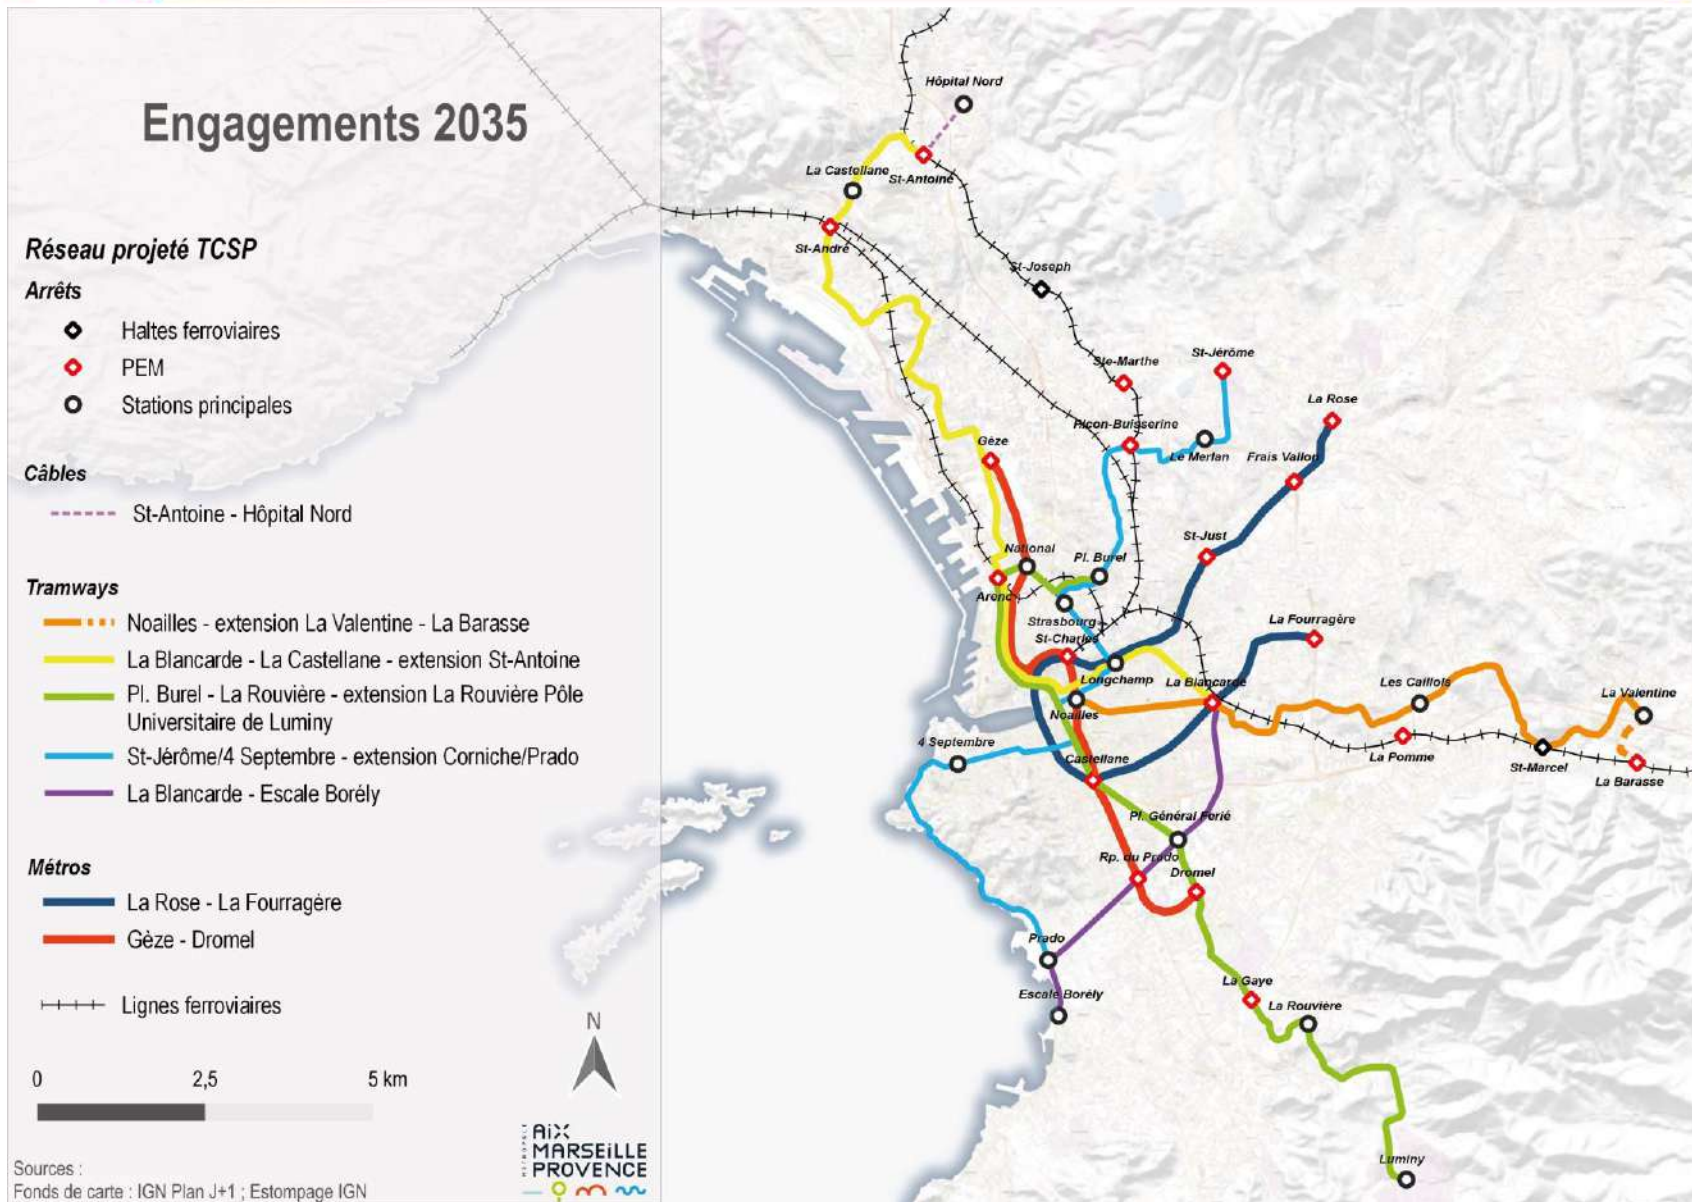 Engagements 2035
Réseau projeté TCSP
Arrêts
Haltes ferroviaires
PEM
Stations principales
Câbles
St-Antoine - Hôpital Nord
Tramways
Noailles - extension La Valentine - La Barasse
La Blancarde - La Castellane - extension St-Antoine
Pl. Burel - La Rouvière - extension La Rouvière Pôle
Universitaire de Luminy
St-Jérôme/4 Septembre - extension Corniche/Prado
La Blancarde - Escale Borély
Métros
La Rose - La Fourragère
Gèze - Dromel
Lignes ferroviaires
N
0 2,5 5 km
MÉTROPOLE
AIX
MARSEILLE
PROVENCE
Sources :
Fonds de carte : IGN Plan J+1 ; Estompage IGN
Hôpital Nord
La Castellane
St-Antoine
St-André
St-Joseph
Ste-Marthe
St-Jérôme
La Rose
Picon-Buisserine
Gèze
Le Merlan
Frais Vallon
St-Just
National
Pl. Burel
Arenc
Strasbourg
St-Charles
La Fourragère
Longchamp
La Blancarde
Les Caillols
La Valentine
Noailles
4 Septembre
Castellane
La Pomme
St-Marcel
La Barasse
Pl. Général Ferié
Rp. du Prado
Dromel
Prado
Escale Borély
La Gaye
La Rouvière
Luminy